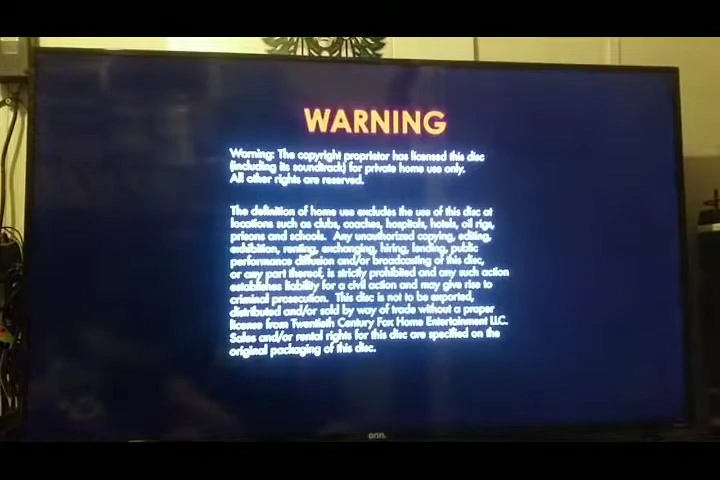 WARNING
Warning: The copyright proprietor has licensed this disc
(including its soundtrack) for private home use only.
All other rights are reserved.
The definition of home use excludes the use of this disc at
locations such as clubs, coaches, hospitals, hotels, oil rigs,
prisons and schools. Any unauthorized copying, editing,
exhibition, renting, exchanging, hiring, lending, public
performance diffusion and/or broadcasting of this disc,
or any part thereof, is strictly prohibited and any such action
establishes liability for a civil action and may give rise to
criminal prosecution. This disc is not to be exported,
distributed and/or sold by way of trade without a proper
license from Twentieth Century Fox Home Entertainment LLC.
Sales and/or rental rights for this disc are specified on the
original packaging of this disc.
onn.